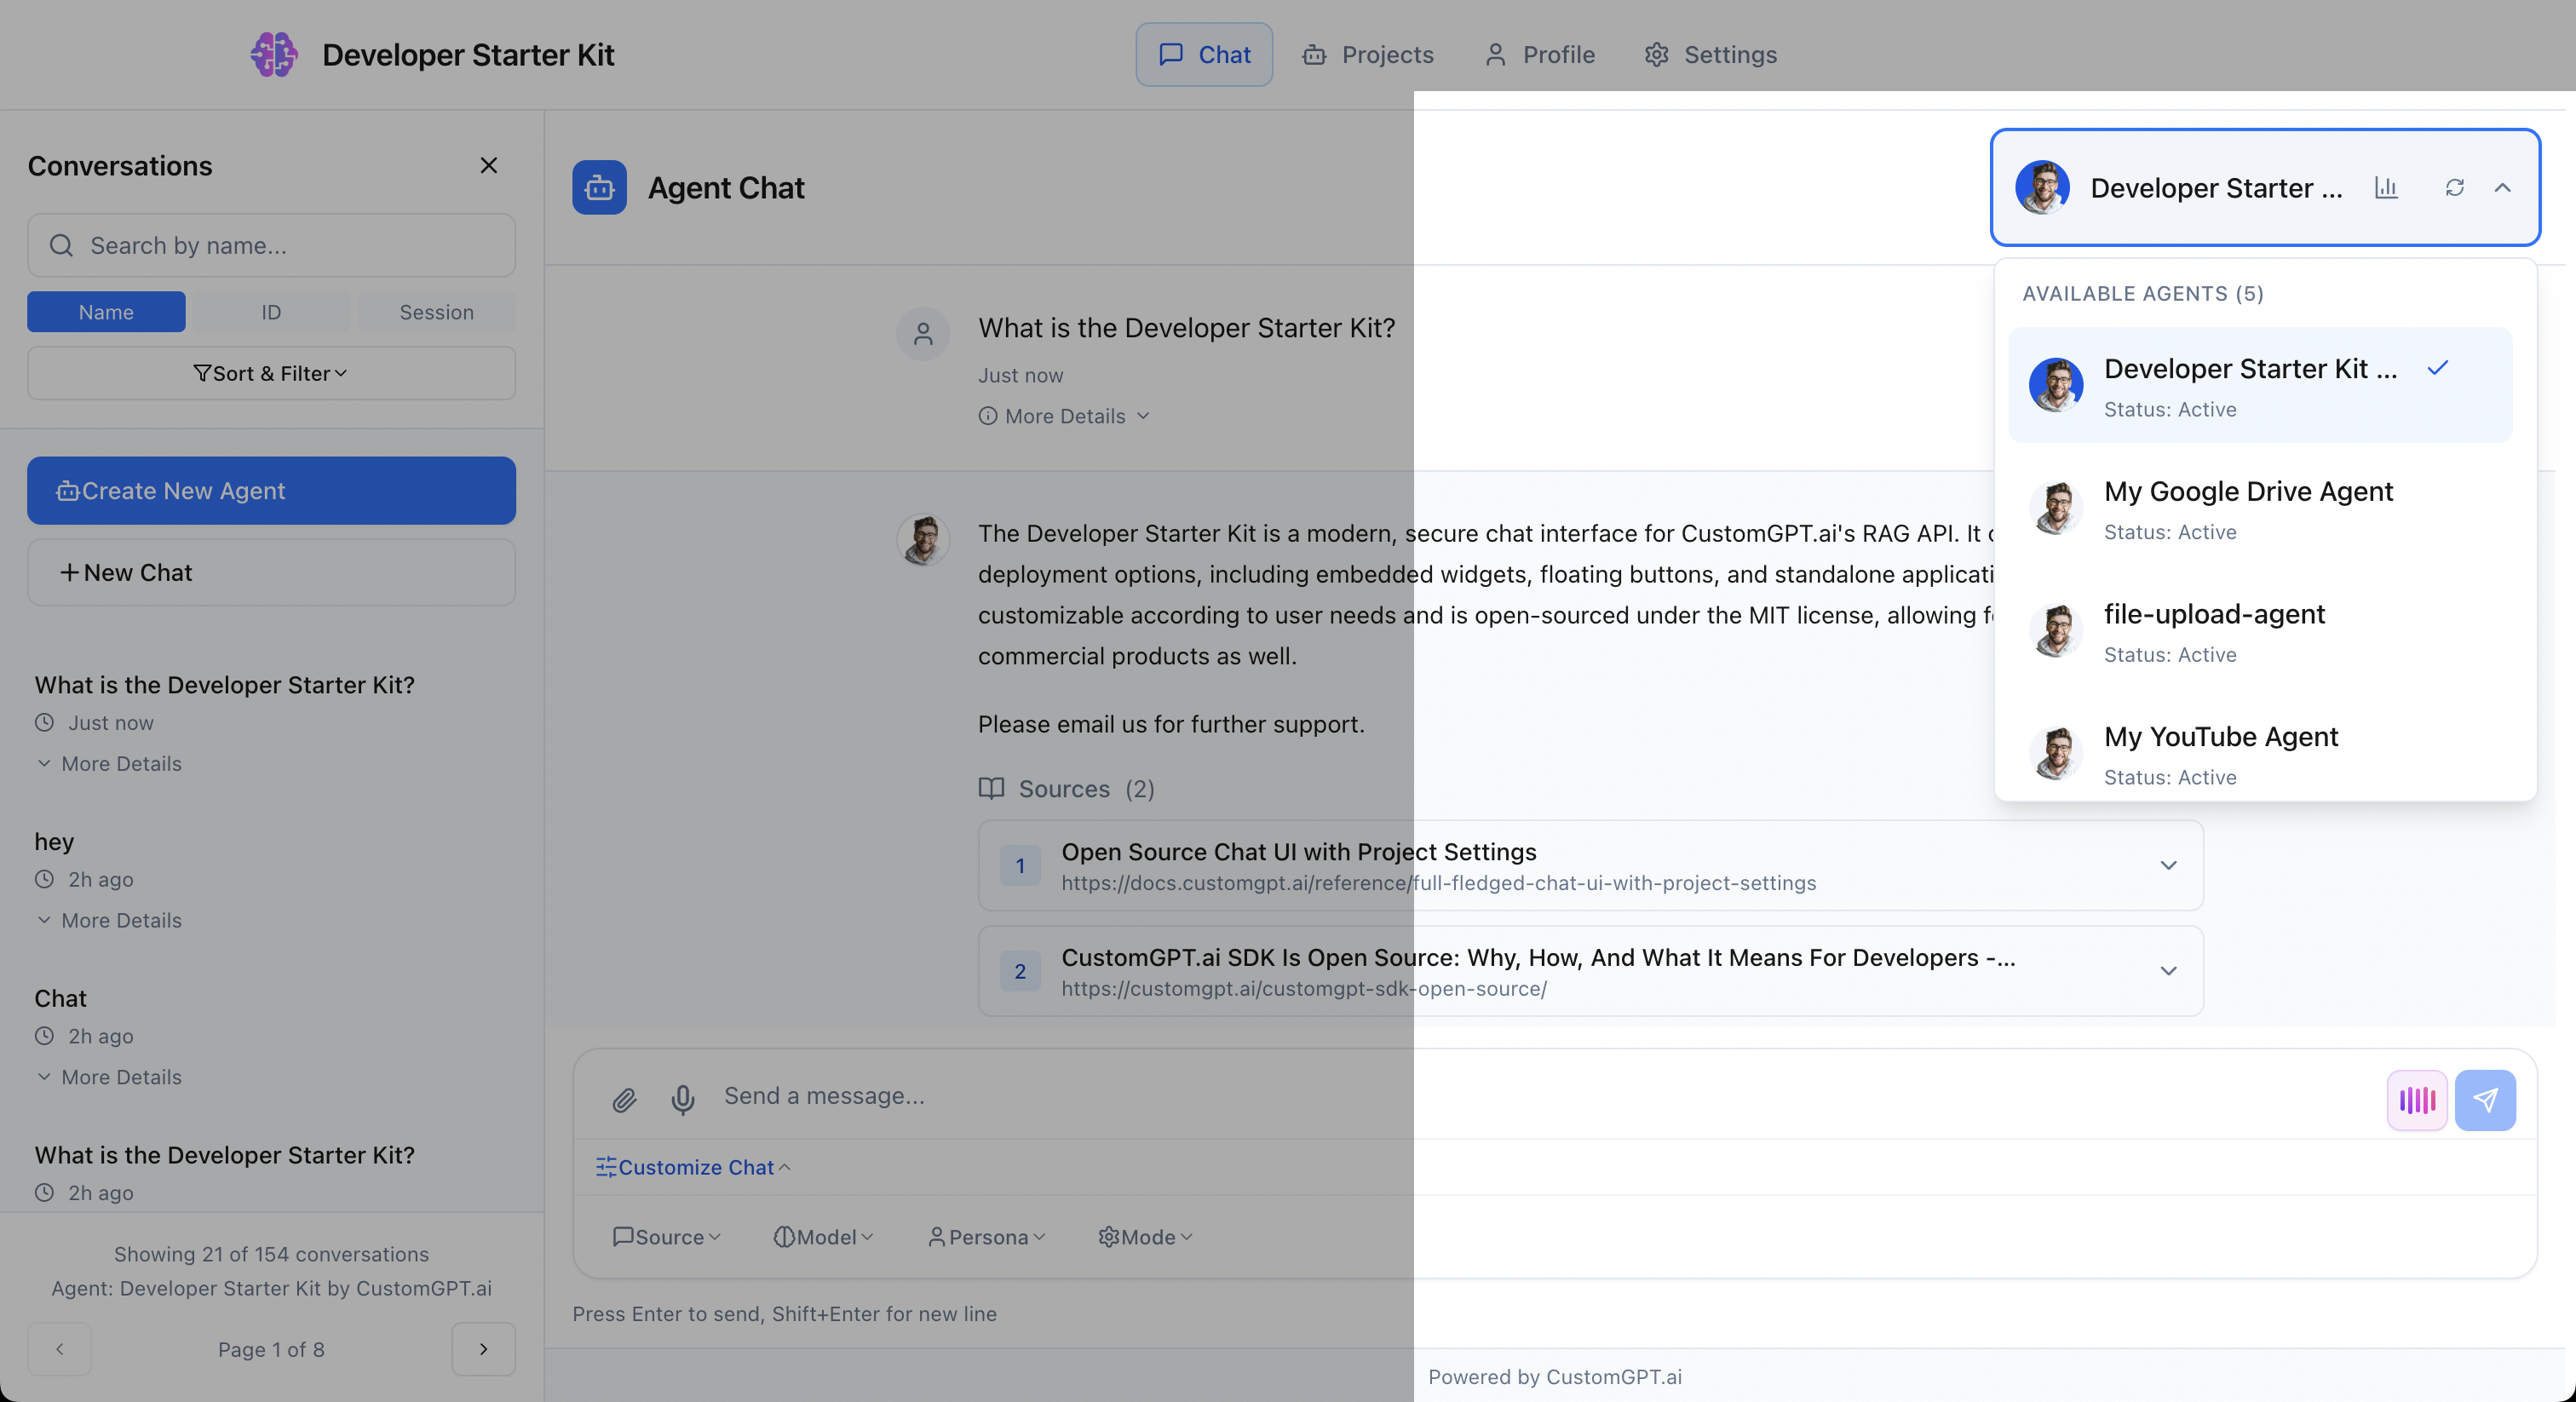 Developer Starter Kit
Chat
Projects
Profile
Settings
Conversations
Search by name...
Name
ID
Session
Sort & Filter
Create New Agent
New Chat
What is the Developer Starter Kit?
Just now
More Details
hey
2h ago
More Details
Chat
2h ago
More Details
What is the Developer Starter Kit?
2h ago
Showing 21 of 154 conversations
Agent: Developer Starter Kit by CustomGPT.ai
Page 1 of 8
Agent Chat
Developer Starter ...
AVAILABLE AGENTS (5)
Developer Starter Kit ...
Status: Active
My Google Drive Agent
Status: Active
file-upload-agent
Status: Active
My YouTube Agent
Status: Active
What is the Developer Starter Kit?
Just now
More Details
The Developer Starter Kit is a modern, secure chat interface for CustomGPT.ai's RAG API. It
deployment options, including embedded widgets, floating buttons, and standalone applicati
customizable according to user needs and is open-sourced under the MIT license, allowing
commercial products as well.
Please email us for further support.
Sources (2)
1
Open Source Chat UI with Project Settings
https://docs.customgpt.ai/reference/full-fledged-chat-ui-with-project-settings
2
CustomGPT.ai SDK Is Open Source: Why, How, And What It Means For Developers -...
https://customgpt.ai/customgpt-sdk-open-source/
Send a message...
Customize Chat
Source
Model
Persona
Mode
Press Enter to send, Shift+Enter for new line
Powered by CustomGPT.ai